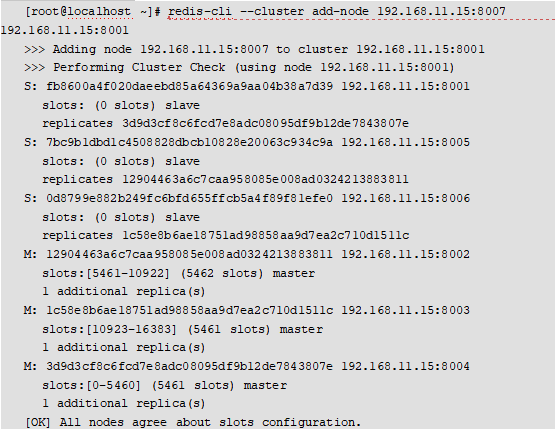 [root@localhost ~]# redis-cli --cluster add-node 192.168.11.15:8007
192.168.11.15:8001
>>> Adding node 192.168.11.15:8007 to cluster 192.168.11.15:8001
>>> Performing Cluster Check (using node 192.168.11.15:8001)
S: fb8600a4f020daeebd85a64369a9aa04b38a7d39 192.168.11.15:8001
slots: (0 slots) slave
replicates 3d9d3cf8c6fcd7e8adc08095df9b12de7843807e
S: 7bc9b1dbd1c4508828dbcb10828e20063c934c9a 192.168.11.15:8005
slots: (0 slots) slave
replicates 12904463a6c7caa958085e008ad0324213883811
S: 0d8799e882b249fc6bfd655ffcb5a4f89f81efe0 192.168.11.15:8006
slots: (0 slots) slave
replicates 1c58e8b6ae18751ad98858aa9d7ea2c710d1511c
M: 12904463a6c7caa958085e008ad0324213883811 192.168.11.15:8002
slots:[5461-10922] (5462 slots) master
1 additional replica(s)
M: 1c58e8b6ae18751ad98858aa9d7ea2c710d1511c 192.168.11.15:8003
slots:[10923-16383] (5461 slots) master
1 additional replica(s)
M: 3d9d3cf8c6fcd7e8adc08095df9b12de7843807e 192.168.11.15:8004
slots:[0-5460] (5461 slots) master
1 additional replica(s)
[OK] All nodes agree about slots configuration.